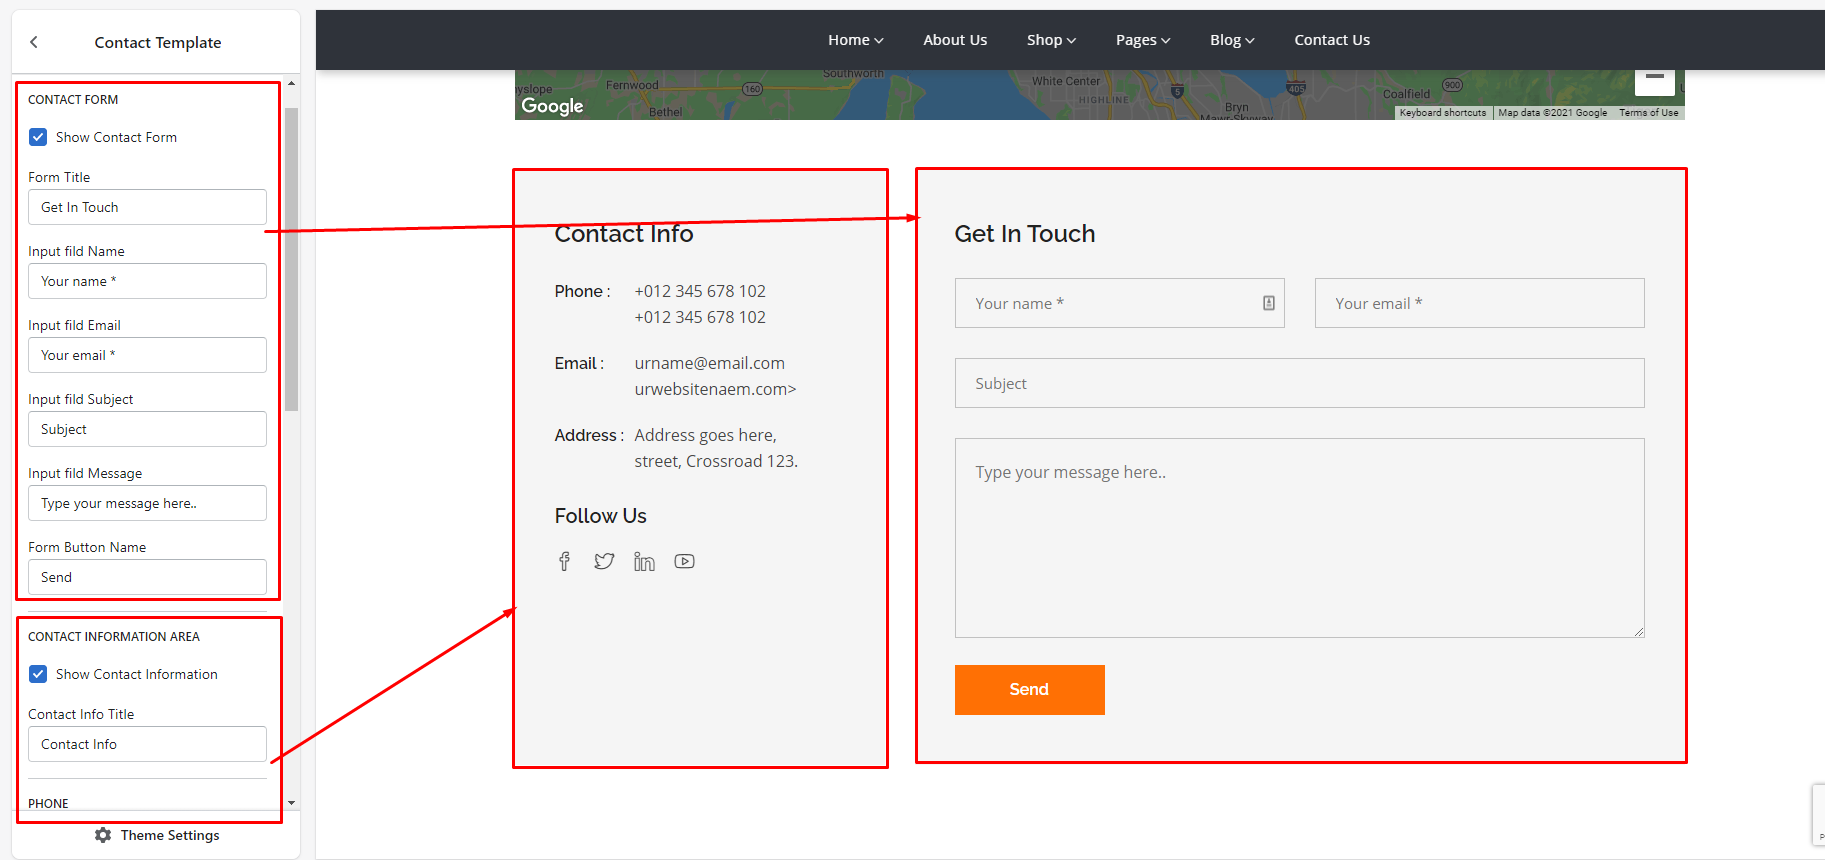 Contact Template
CONTACT FORM
Show Contact Form
Form Title
Get In Touch
Input fild Name
Your name *
Input fild Email
Your email *
Input fild Subject
Subject
Input fild Message
Type your message here..
Form Button Name
Send
CONTACT INFORMATION AREA
Show Contact Information
Contact Info Title
Contact Info
PHONE
Theme Settings
Home About Us Shop Pages Blog Contact Us
Southworth
Fernwood
160
Bethel
White Center
HIGHLINE
5
405
Bryn
Mawr-Skyway
Coalfield
900
Google
Keyboard shortcuts Map data ©2021 Google Terms of Use
Contact Info
Phone : +012 345 678 102
+012 345 678 102
Email : urname@email.com
urwebsitenaem.com>
Address : Address goes here,
street, Crossroad 123.
Follow Us
Get In Touch
Your name * Your email *
Subject
Type your message here..
Send